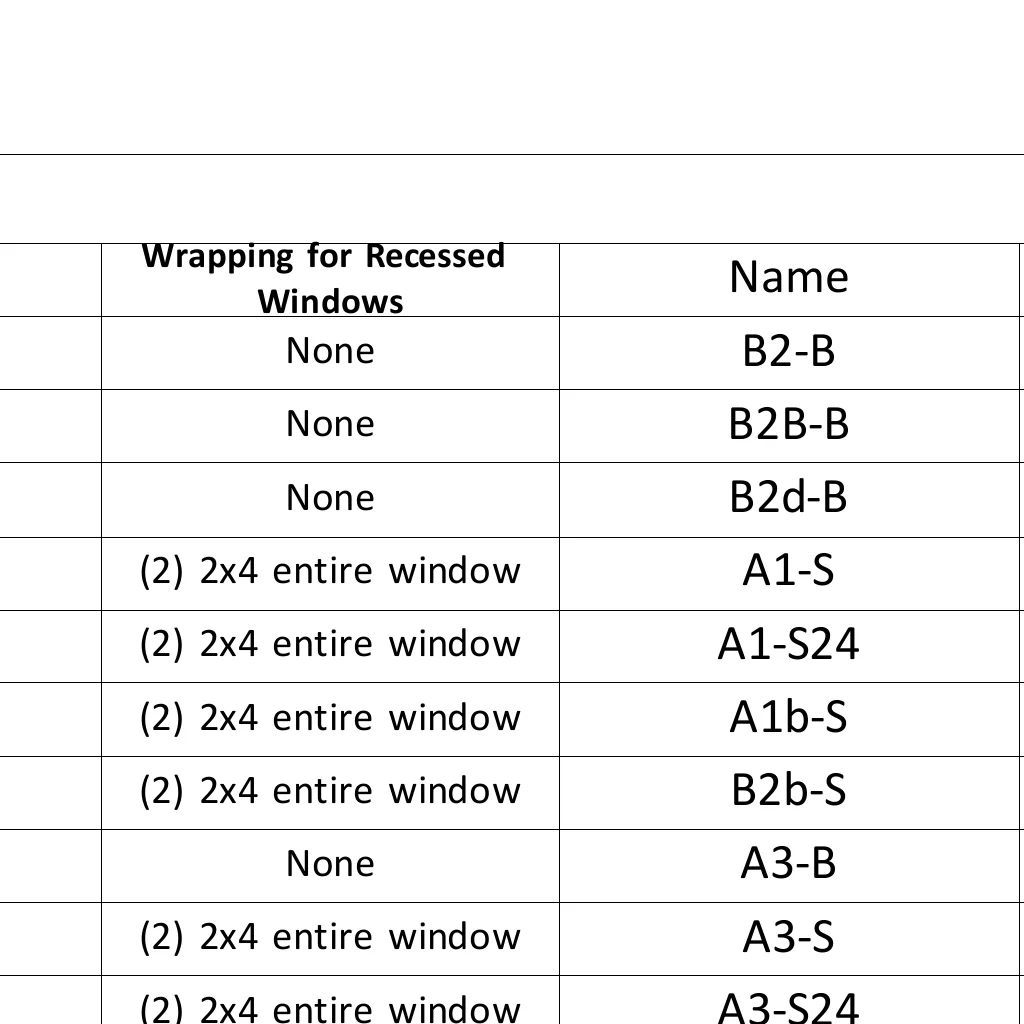 Wrapping for Recessed
Windows
Name
None
B2-B
None
B2B-B
None
B2d-B
(2) 2x4 entire window
A1-S
(2) 2x4 entire window
A1-S24
(2) 2x4 entire window
A1b-S
(2) 2x4 entire window
B2b-S
None
A3-B
(2) 2x4 entire window
A3-S
(2) 2x4 entire window
A3-S24